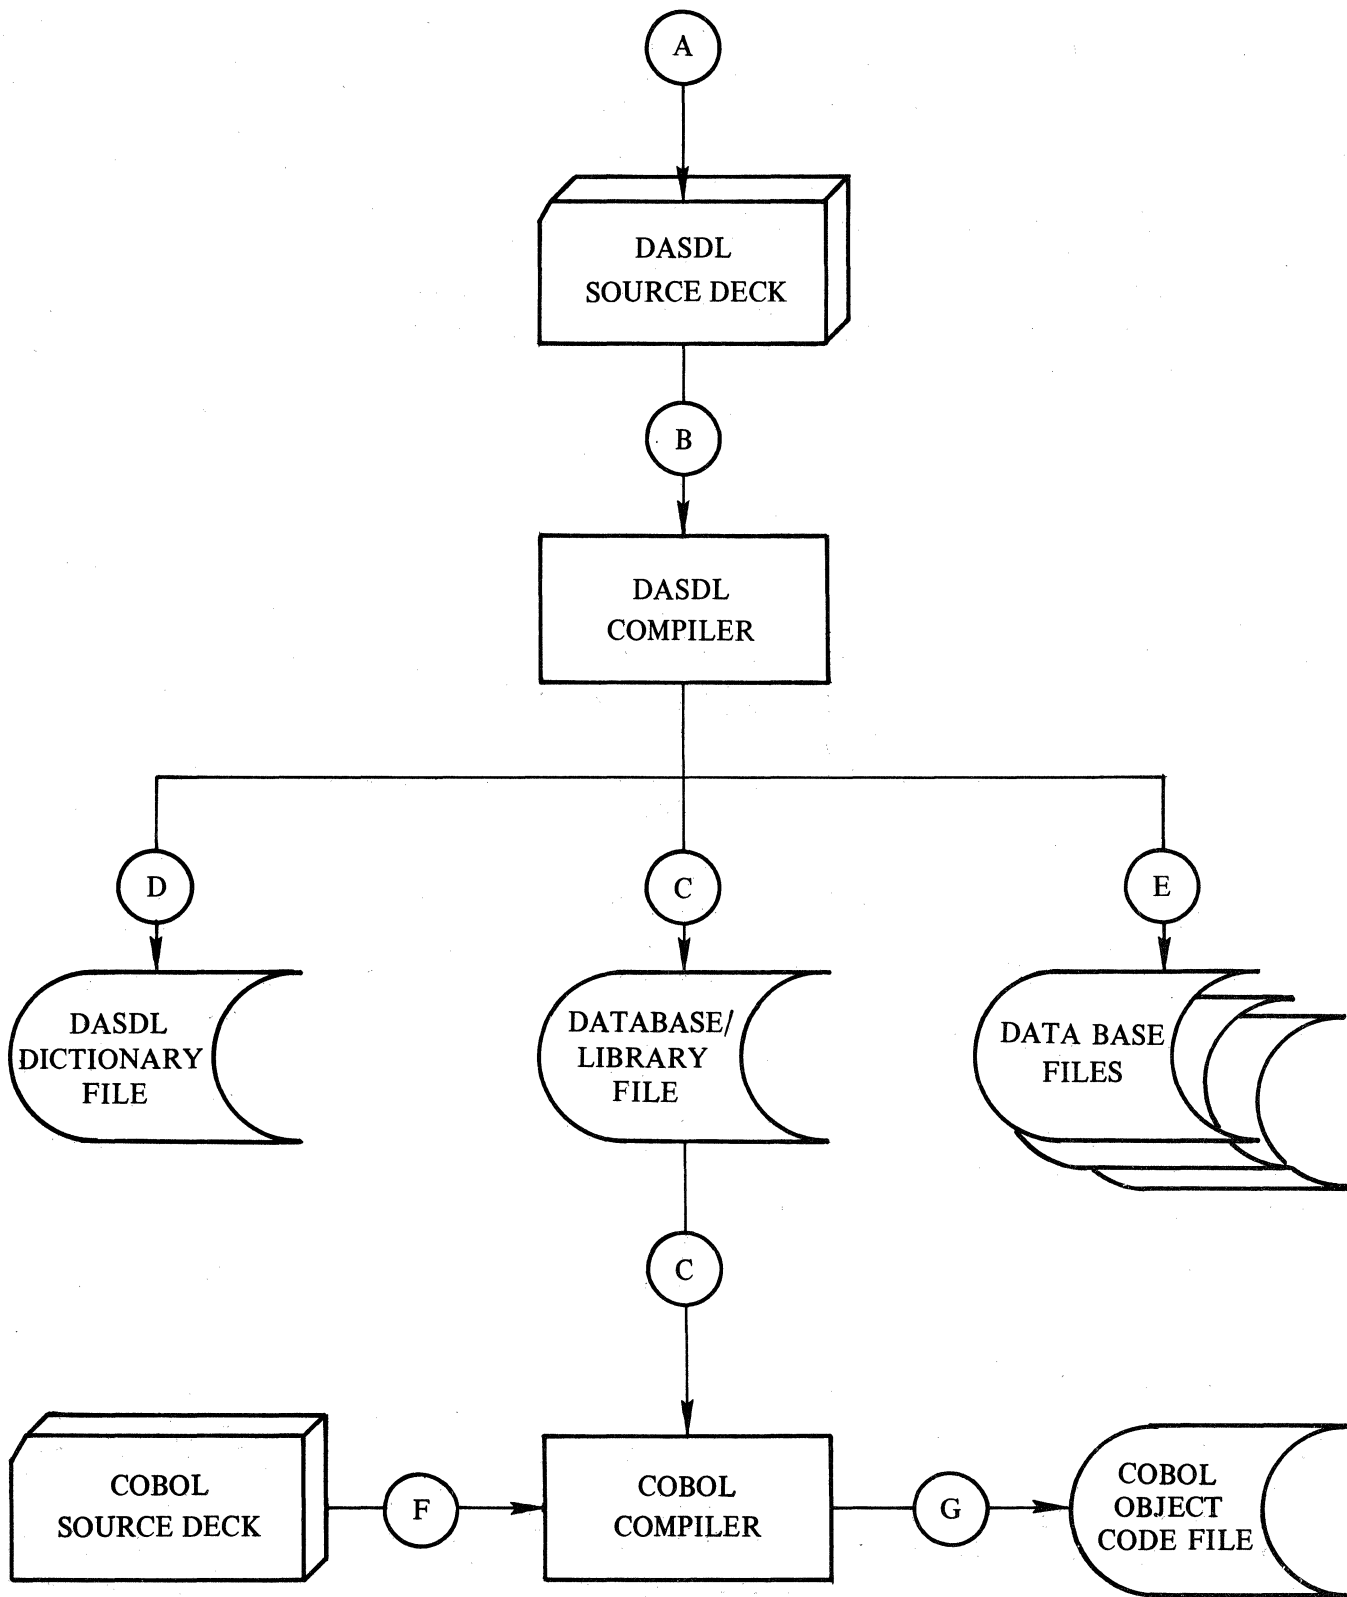 A
DASDL
SOURCE DECK
B
DASDL
COMPILER
D
C
E
DASDL
DICTIONARY
FILE
DATABASE/
LIBRARY
FILE
DATA BASE
FILES
C
COBOL
SOURCE DECK
F
COBOL
COMPILER
G
COBOL
OBJECT
CODE FILE